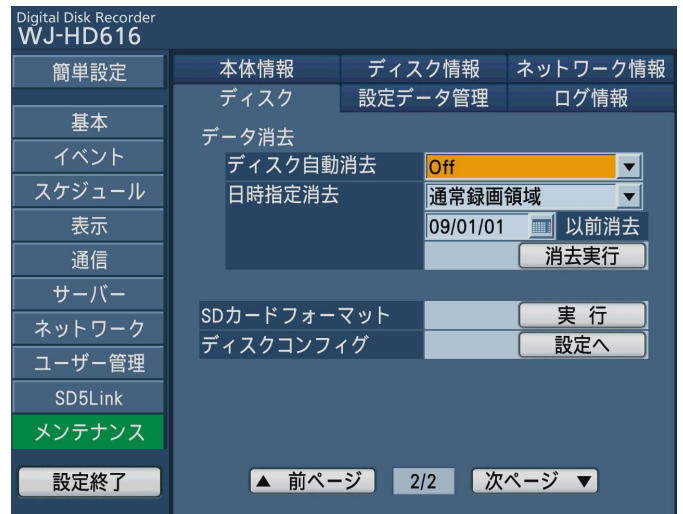 Digital Disk Recorder
WJ-HD616
簡単設定
基本
イベント
スケジュール
表示
通信
サーバー
ネットワーク
ユーザー管理
SD5Link
メンテナンス
設定終了
本体情報 ディスク情報 ネットワーク情報
ディスク 設定データ管理 ログ情報
データ消去
ディスク自動消去 Off ▼
日時指定消去 通常録画領域 ▼
09/01/01 以前消去
消去実行
SDカードフォーマット 実 行
ディスクコンフィグ 設定へ
▲ 前ページ 2/2 次ページ ▼